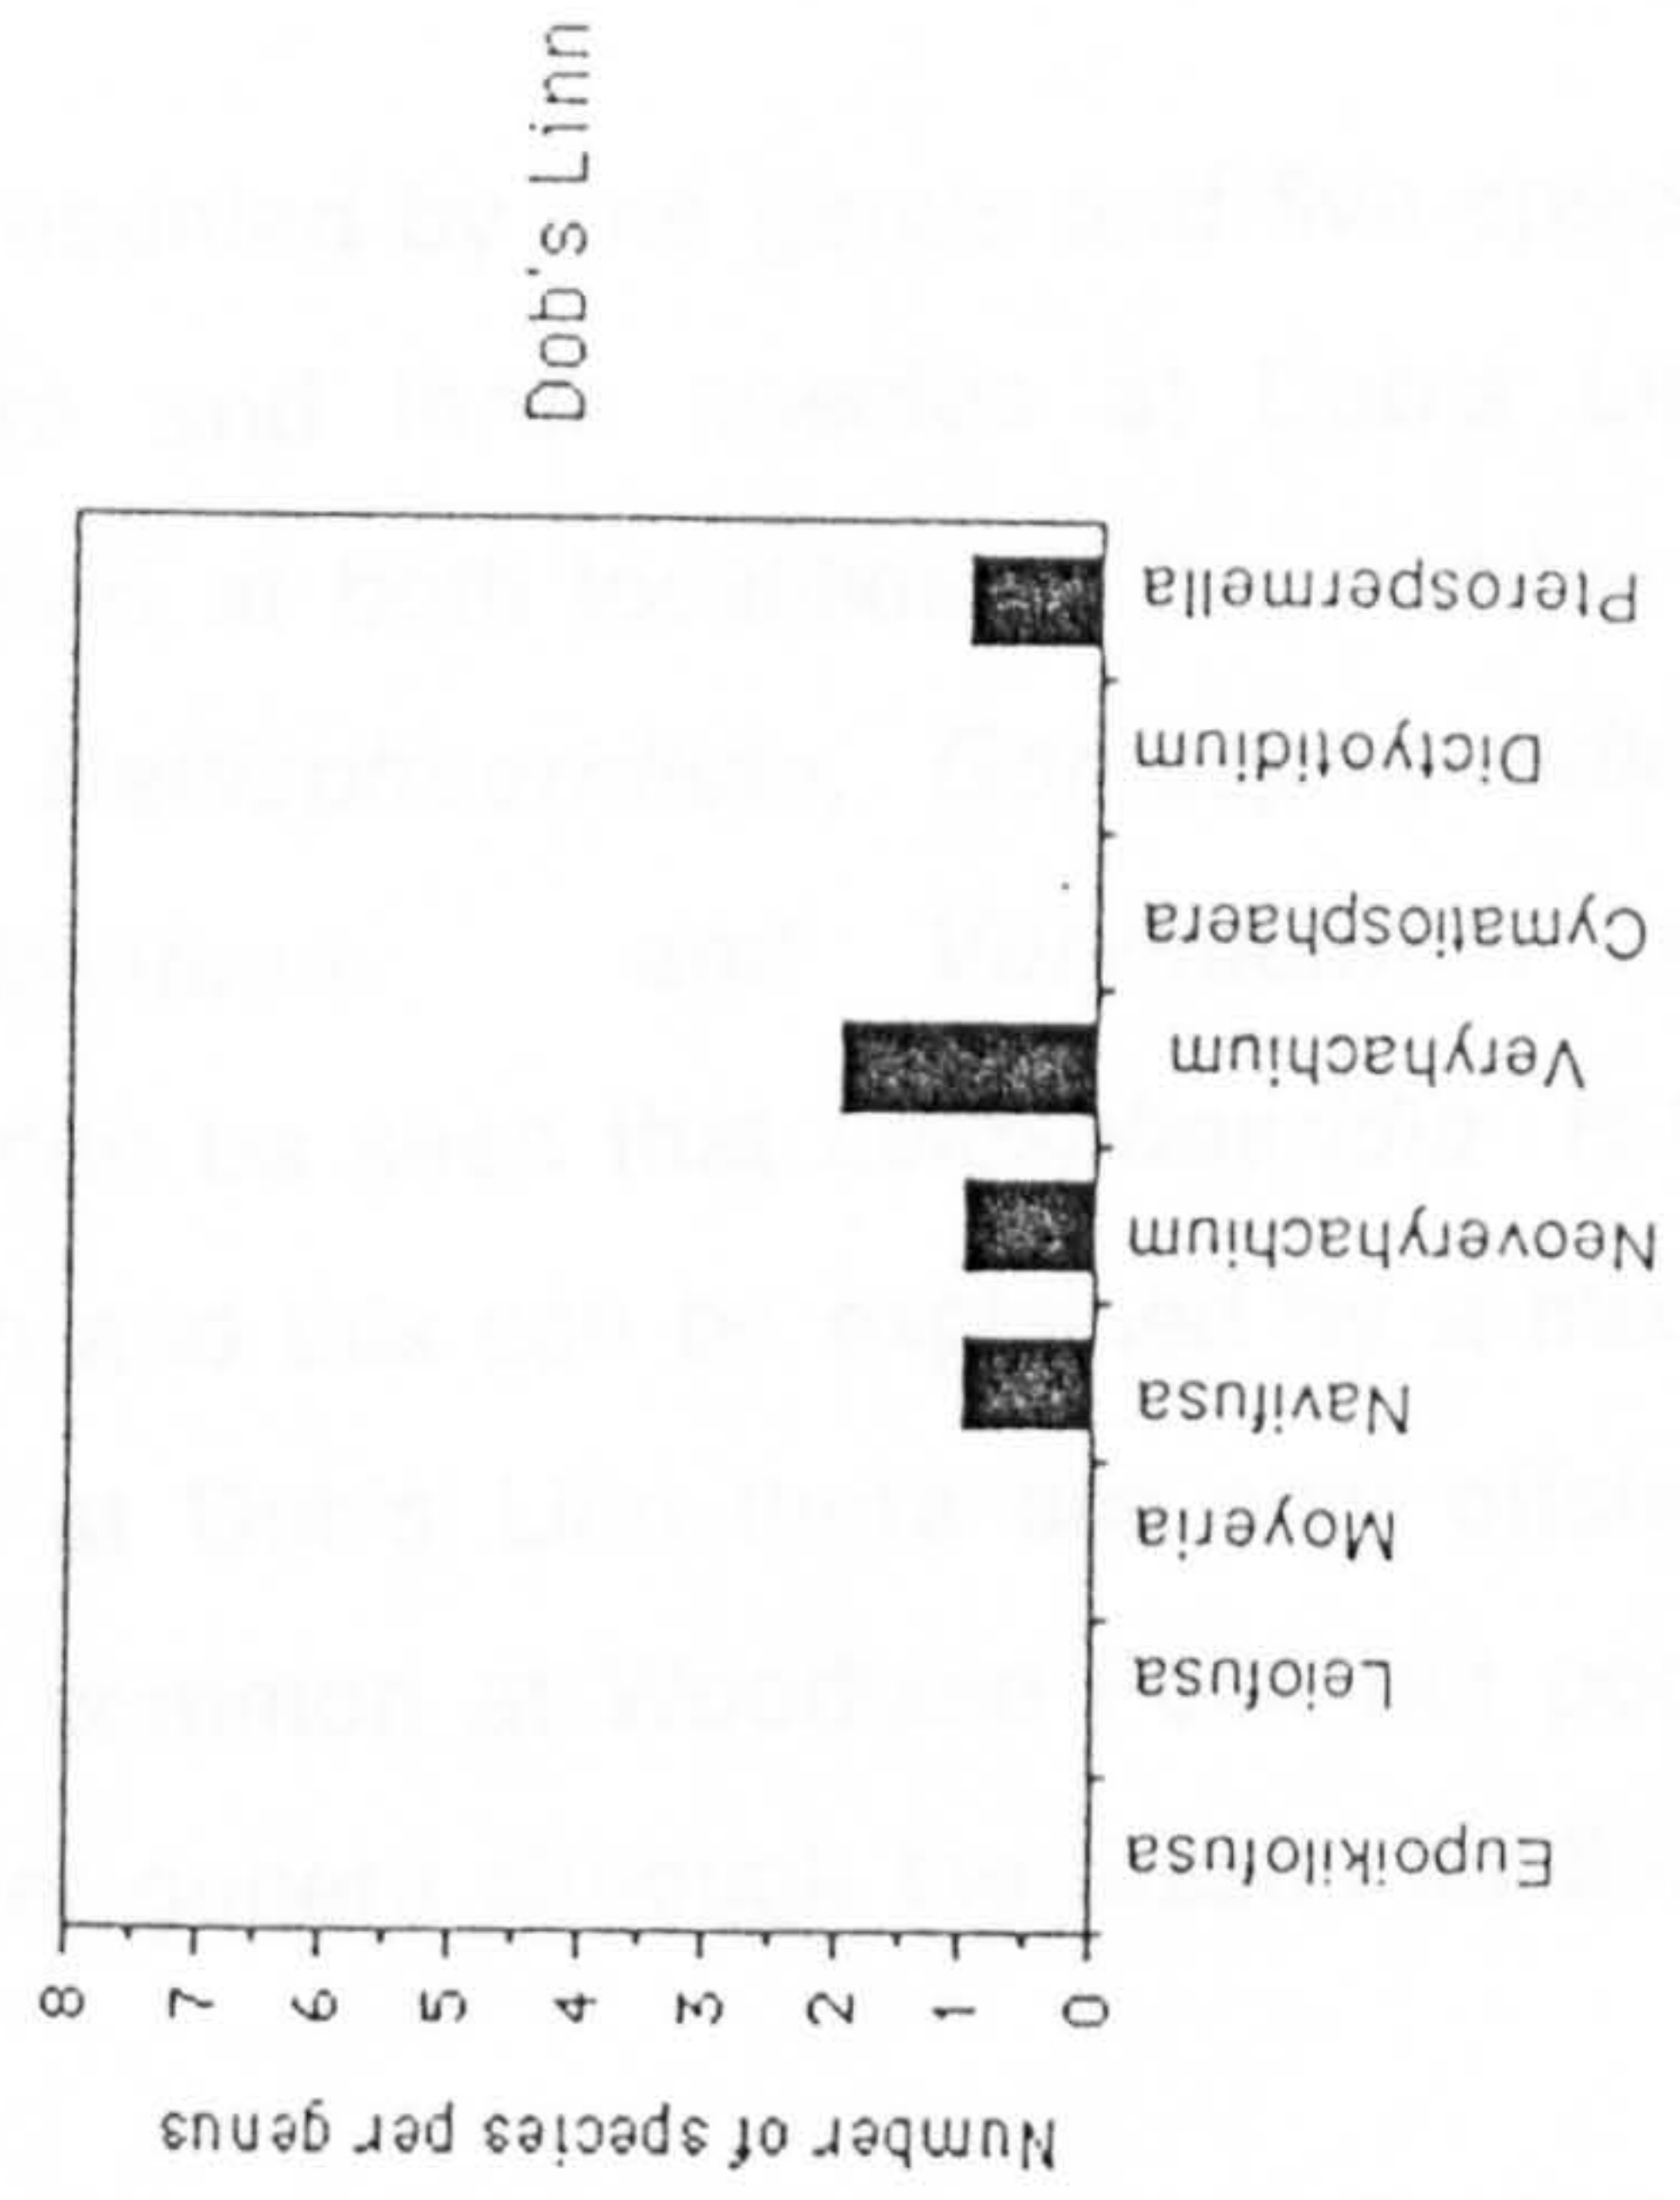 Dob's Linn
Number of species per genus
8
7
6
5
4
3
2
1
0
Eupoikilofusa
Leiofusa
Moyeria
Navifusa
Neoveryhachium
Veryhachium
Cymatiosphaera
Dictyotidium
Pterospermella